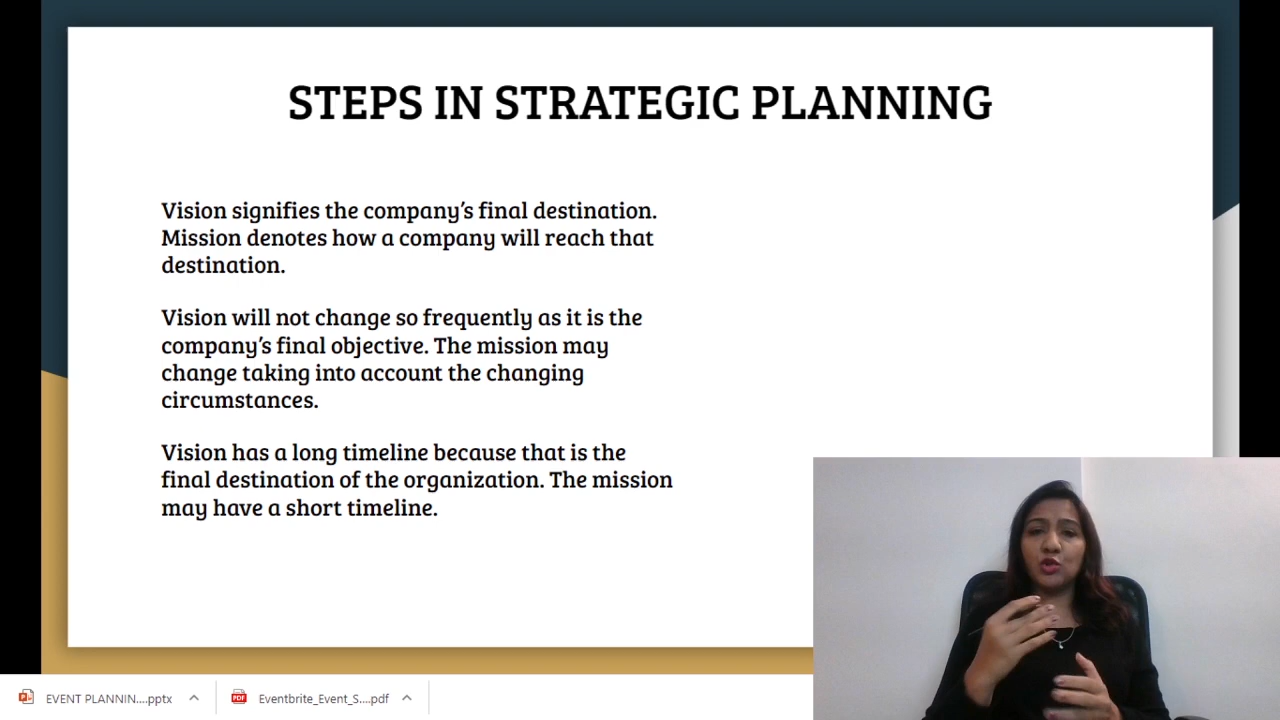 STEPS IN STRATEGIC PLANNING
Vision signifies the company's final destination.
Mission denotes how a company will reach that
destination.
Vision will not change so frequently as it is the
company's final objective. The mission may
change taking into account the changing
circumstances.
Vision has a long timeline because that is the
final destination of the organization. The mission
may have a short timeline.
EVENT PLANNIN....pptx
PDF
Eventbrite_Event_S....pdf